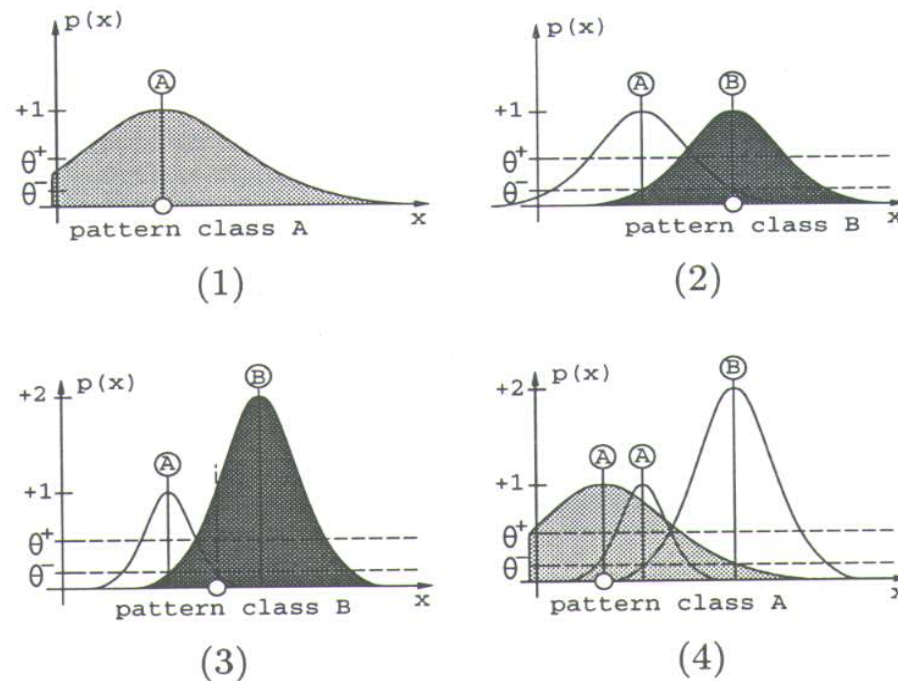 p(x)
A
+1
θ+
θ-
x
pattern class A
(1)
p(x)
A
B
+1
θ+
θ-
x
pattern class B
(2)
+2
p(x)
B
A
+1
θ+
θ-
x
pattern class B
(3)
p(x)
B
+2
A
A
+1
θ+
θ-
x
pattern class A
(4)